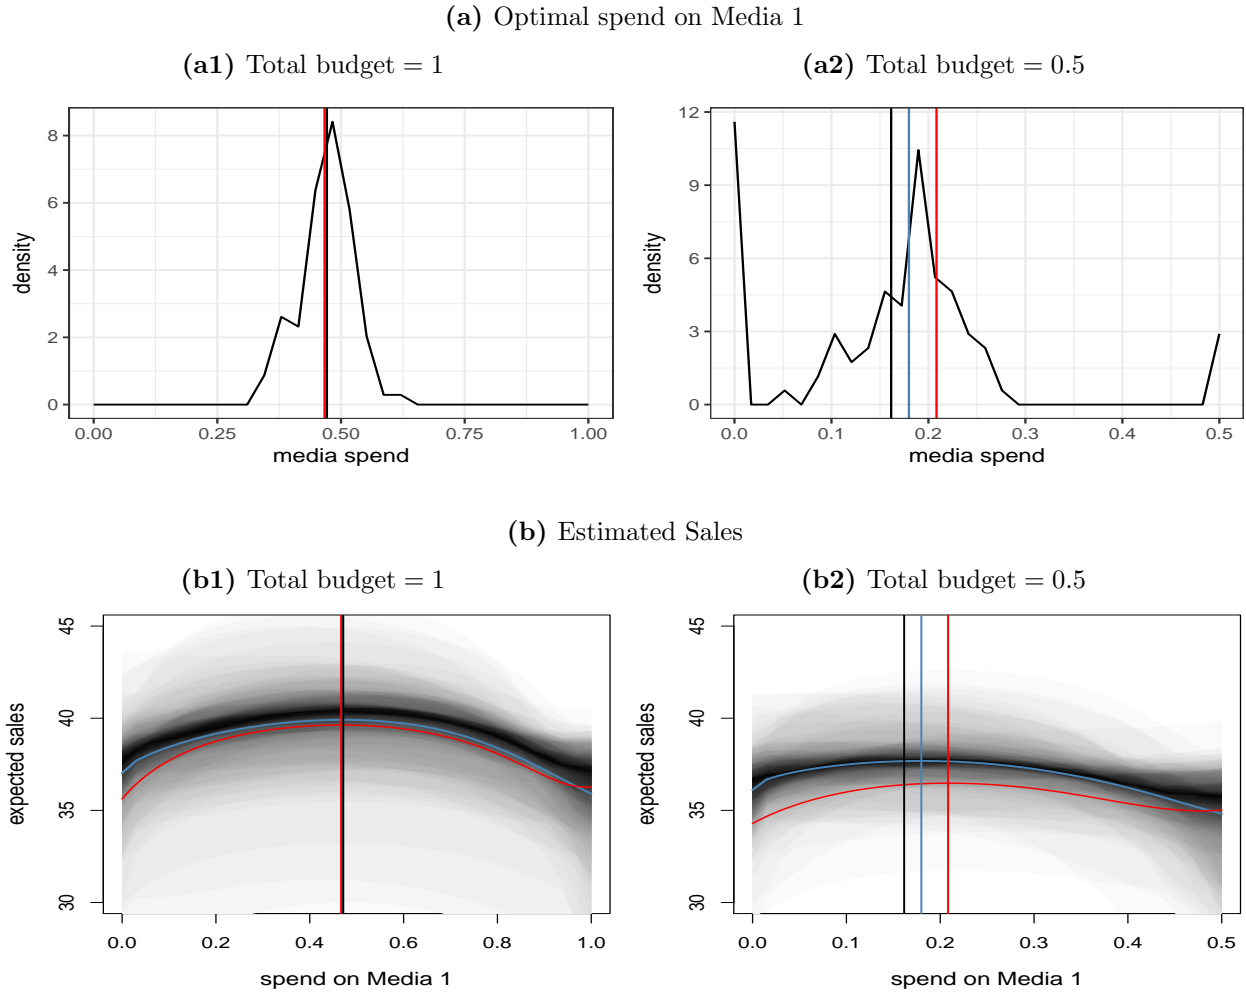 (a) Optimal spend on Media 1
(a1) Total budget = 1
(a2) Total budget = 0.5
8
6
4
2
0
density
0.00 0.25 0.50 0.75 1.00
media spend
12
9
6
3
0
density
0.0 0.1 0.2 0.3 0.4 0.5
media spend
(b) Estimated Sales
(b1) Total budget = 1
(b2) Total budget = 0.5
45
40
35
30
expected sales
0.0 0.2 0.4 0.6 0.8 1.0
spend on Media 1
45
40
35
30
expected sales
0.0 0.1 0.2 0.3 0.4 0.5
spend on Media 1